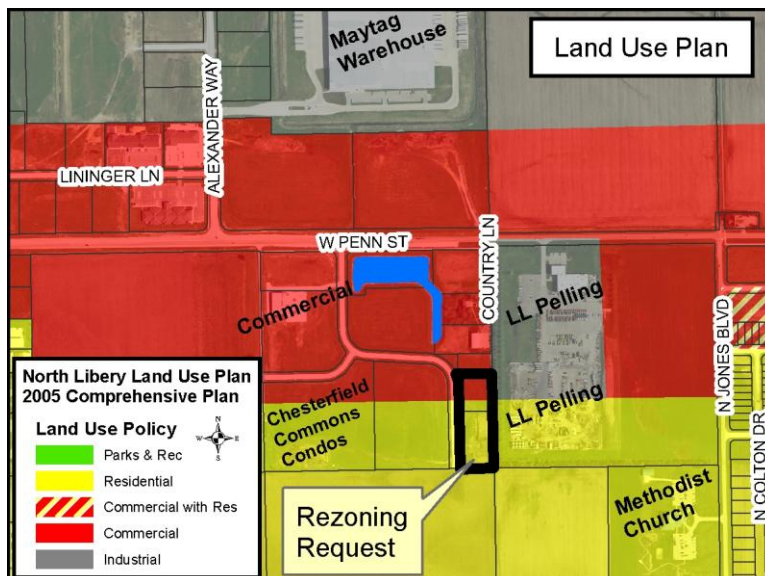 Maytag
Warehouse
Land Use Plan
ALEXANDER WAY
LININGER LN
W PENN ST
COUNTRY LN
LL Pelling
Commercial
N JONES BLVD
North Libery Land Use Plan
2005 Comprehensive Plan
Land Use Policy
N
W
E
S
Parks & Rec
Residential
Commercial with Res
Commercial
Industrial
Chesterfield
Commons
Condos
LL Pelling
N COLTON DR
Methodist
Church
Rezoning
Request